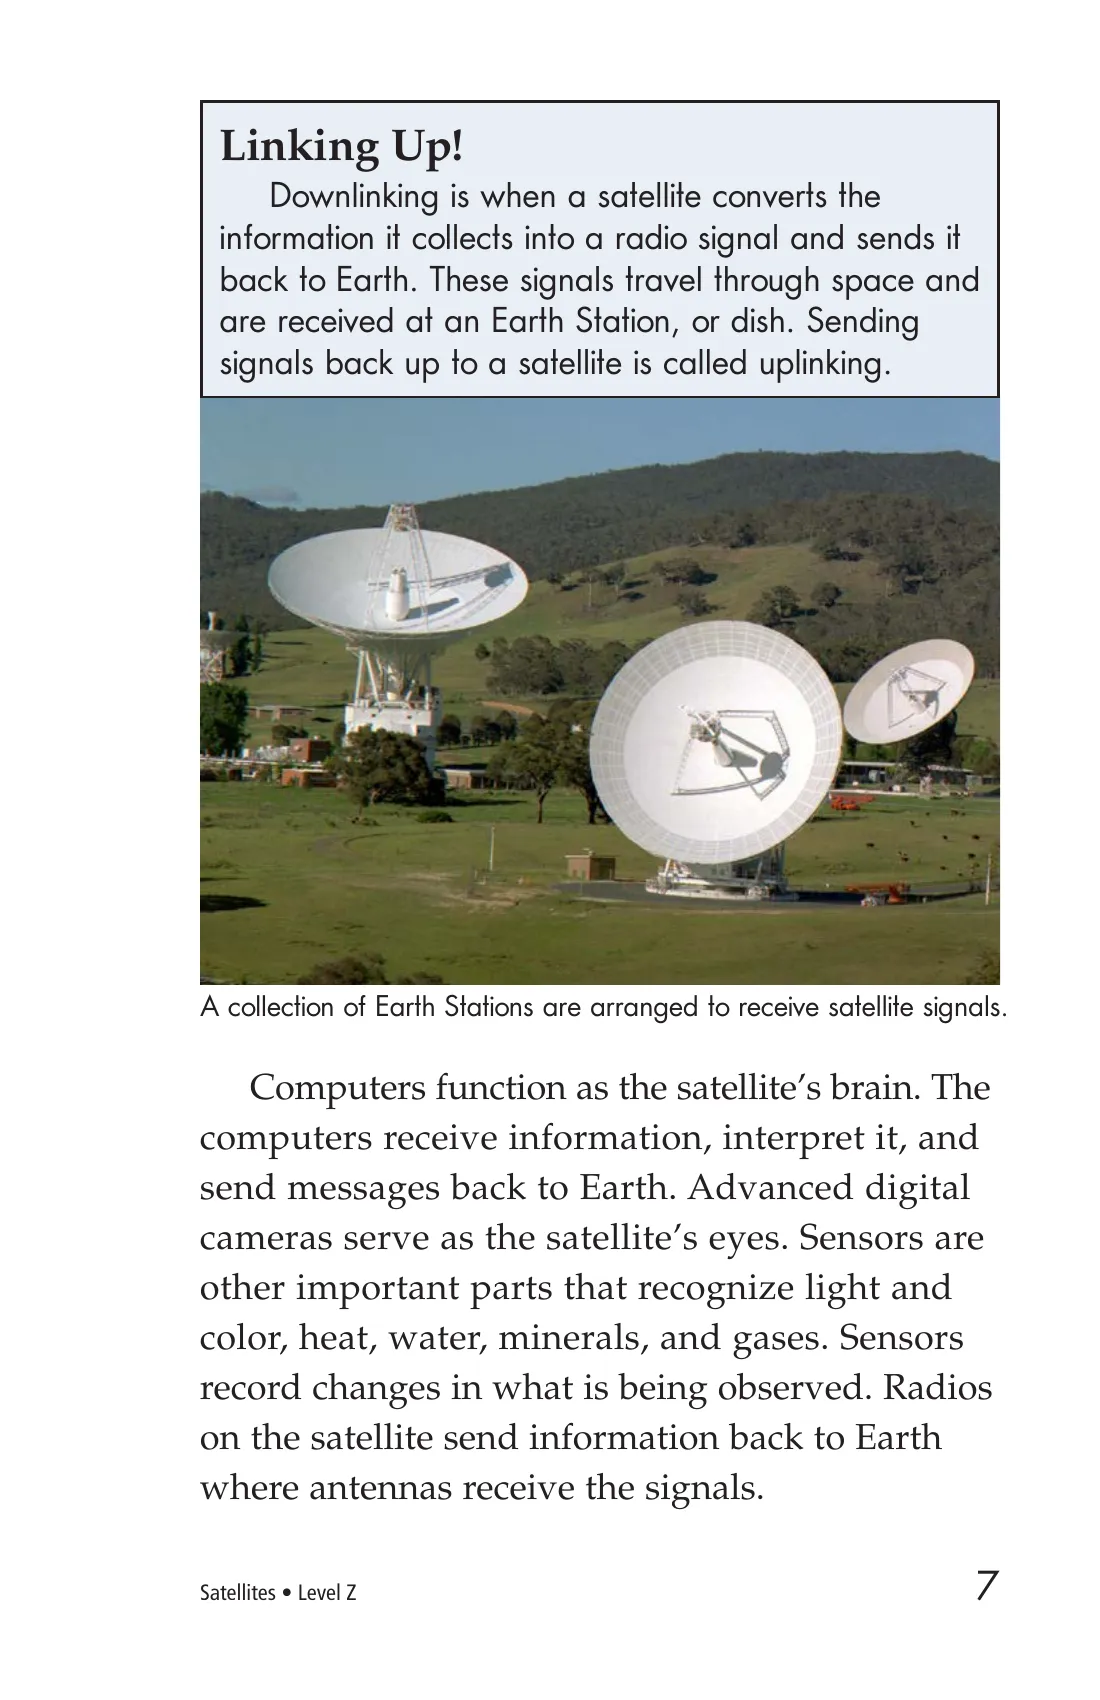 Linking Up!
Downlinking is when a satellite converts the
information it collects into a radio signal and sends it
back to Earth. These signals travel through space and
are received at an Earth Station, or dish. Sending
signals back up to a satellite is called uplinking.
A collection of Earth Stations are arranged to receive satellite signals.
Computers function as the satellite’s brain. The
computers receive information, interpret it, and
send messages back to Earth. Advanced digital
cameras serve as the satellite’s eyes. Sensors are
other important parts that recognize light and
color, heat, water, minerals, and gases. Sensors
record changes in what is being observed. Radios
on the satellite send information back to Earth
where antennas receive the signals.
Satellites • Level Z
7